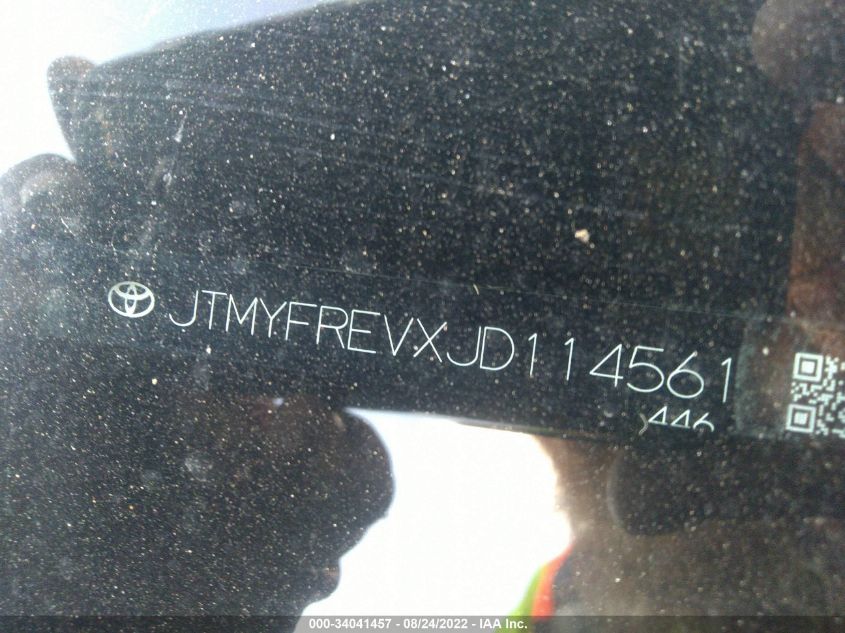 JTMYFREVXJD114561
000-34041457 - 08/24/2022 - IAA Inc.